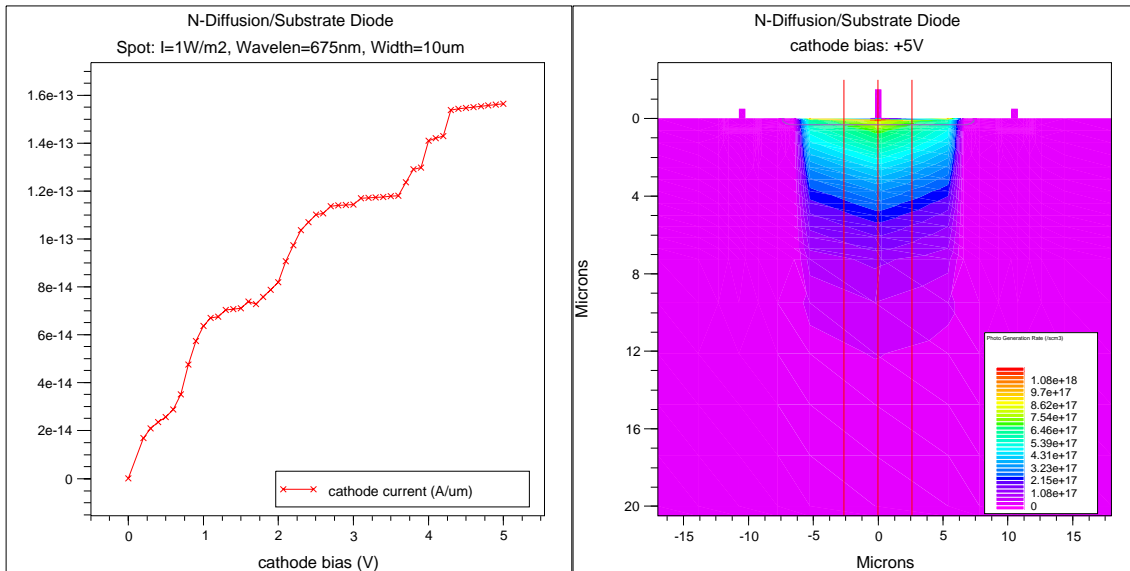 N-Diffusion/Substrate Diode
Spot: I=1W/m2, Wavelen=675nm, Width=10um
1.6e-13
1.4e-13
1.2e-13
1e-13
8e-14
6e-14
4e-14
2e-14
0
cathode current (A/um)
0 1 2 3 4 5
cathode bias (V)
N-Diffusion/Substrate Diode
cathode bias: +5V
Microns
0
4
8
12
16
20
Photo Generation Rate (/scm3)
1.08e+18
9.7e+17
8.62e+17
7.54e+17
6.46e+17
5.39e+17
4.31e+17
3.23e+17
2.15e+17
1.08e+17
0
-15 -10 -5 0 5 10 15
Microns